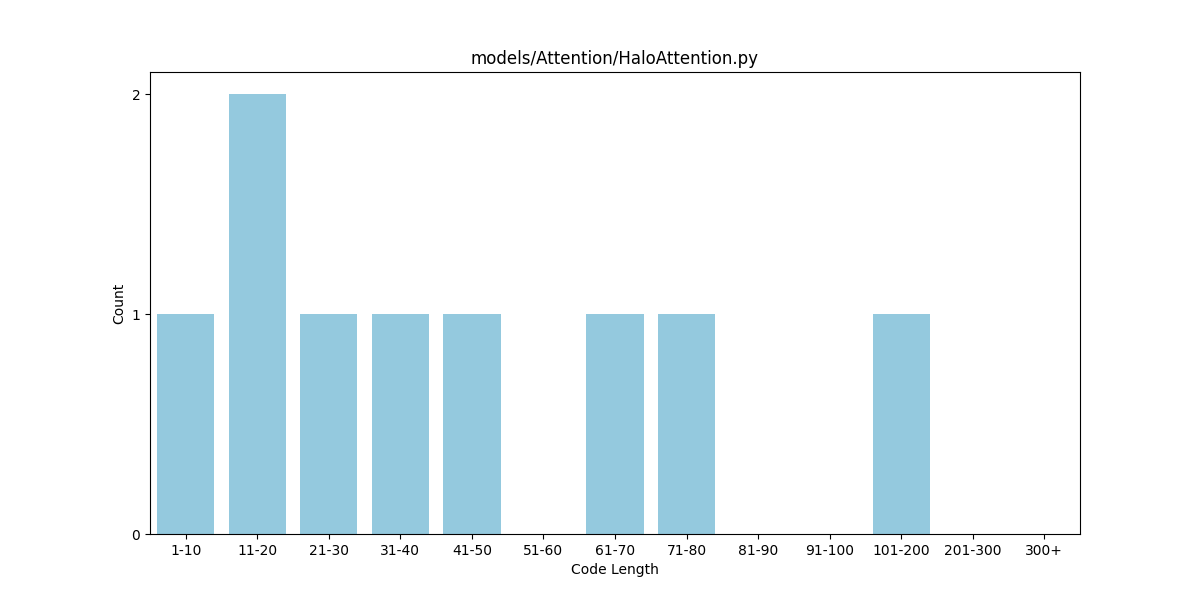 models/Attention/HaloAttention.py
Count
2
1
0
1-10 11-20 21-30 31-40 41-50 51-60 61-70 71-80 81-90 91-100 101-200 201-300 300+
Code Length